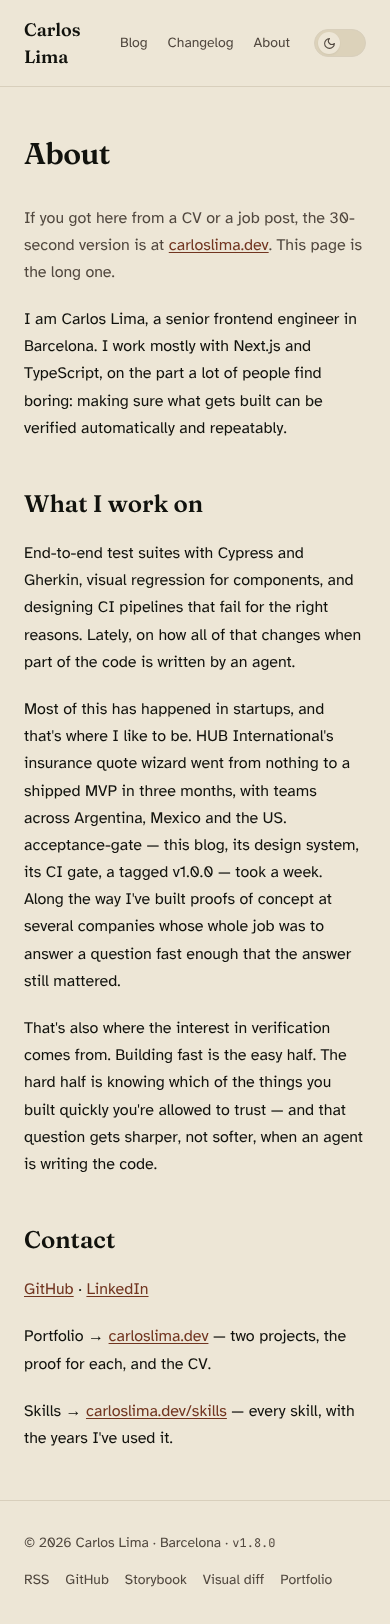 Carlos
Lima
Blog Changelog About
About
If you got here from a CV or a job post, the 30-
second version is at carloslima.dev. This page is
the long one.
I am Carlos Lima, a senior frontend engineer in
Barcelona. I work mostly with Next.js and
TypeScript, on the part a lot of people find
boring: making sure what gets built can be
verified automatically and repeatably.
What I work on
End-to-end test suites with Cypress and
Gherkin, visual regression for components, and
designing CI pipelines that fail for the right
reasons. Lately, on how all of that changes when
part of the code is written by an agent.
Most of this has happened in startups, and
that's where I like to be. HUB International's
insurance quote wizard went from nothing to a
shipped MVP in three months, with teams
across Argentina, Mexico and the US.
acceptance-gate — this blog, its design system,
its CI gate, a tagged v1.0.0 — took a week.
Along the way I've built proofs of concept at
several companies whose whole job was to
answer a question fast enough that the answer
still mattered.
That's also where the interest in verification
comes from. Building fast is the easy half. The
hard half is knowing which of the things you
built quickly you're allowed to trust — and that
question gets sharper, not softer, when an agent
is writing the code.
Contact
GitHub · LinkedIn
Portfolio → carloslima.dev — two projects, the
proof for each, and the CV.
Skills → carloslima.dev/skills — every skill, with
the years I've used it.
© 2026 Carlos Lima · Barcelona · v1.8.0
RSS GitHub Storybook Visual diff Portfolio